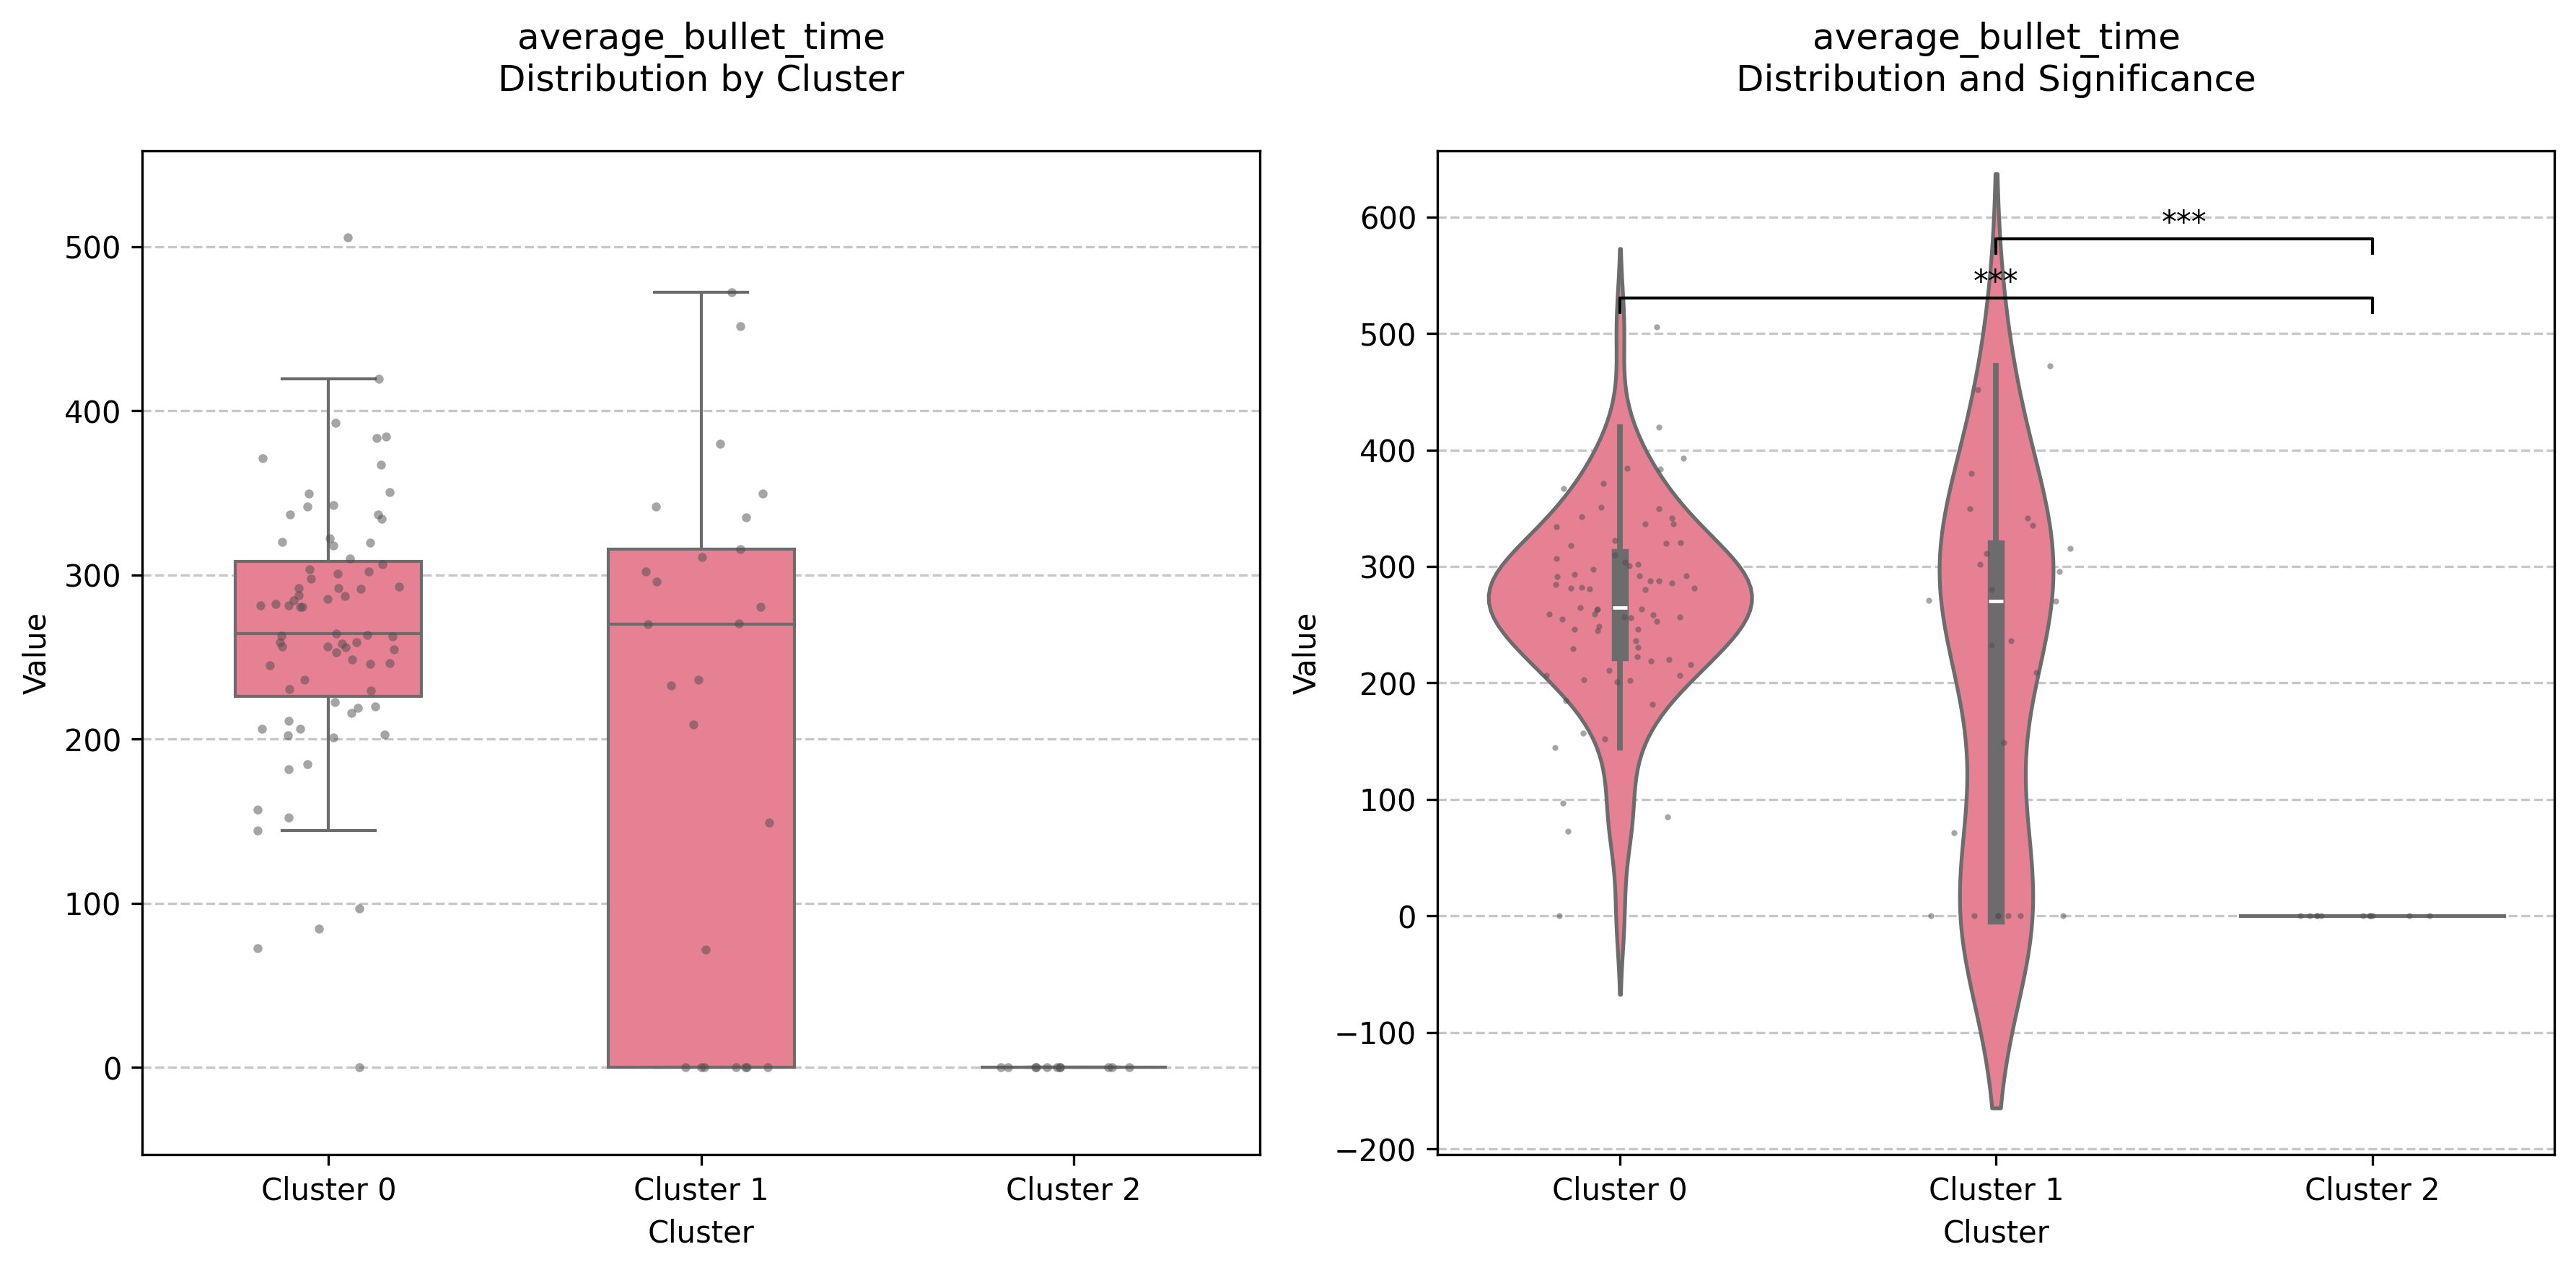 average_bullet_time
Distribution by Cluster
500
400
300
200
100
0
Value
Cluster 0
Cluster 1
Cluster 2
Cluster
average_bullet_time
Distribution and Significance
600
500
400
300
200
100
0
−100
−200
Value
***
***
Cluster 0
Cluster 1
Cluster 2
Cluster